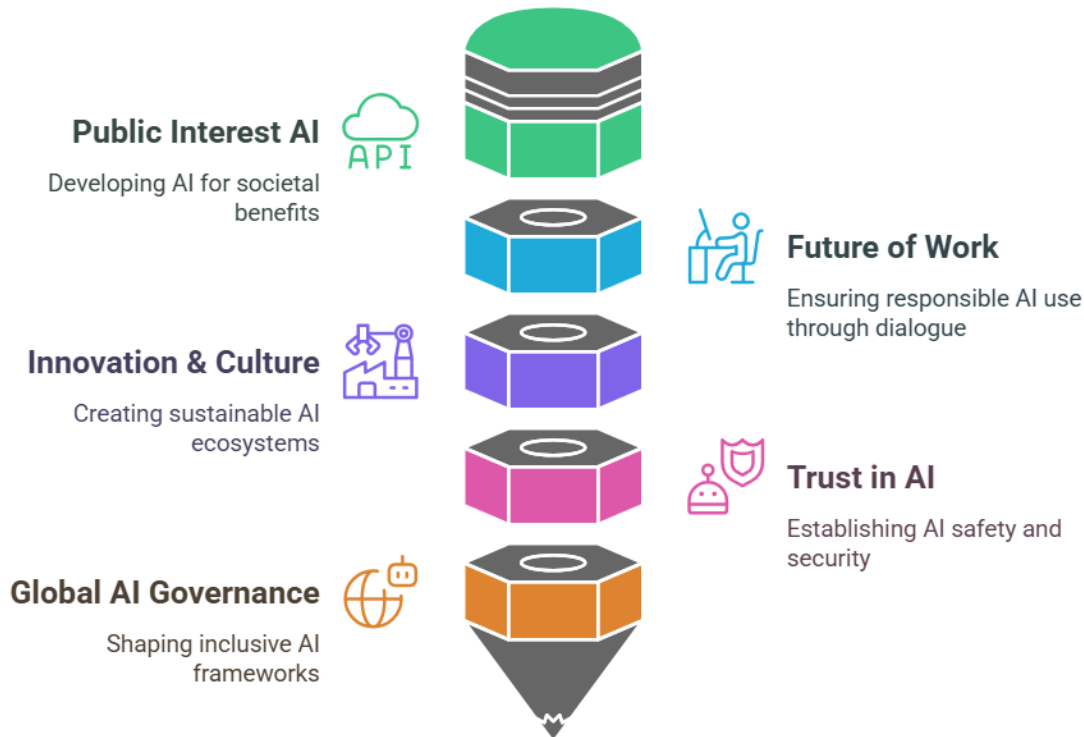 API
Public Interest AI
Developing AI for societal
benefits
Future of Work
Ensuring responsible AI use
through dialogue
Innovation & Culture
Creating sustainable AI
ecosystems
Trust in AI
Establishing AI safety and
security
Global AI Governance
Shaping inclusive AI
frameworks